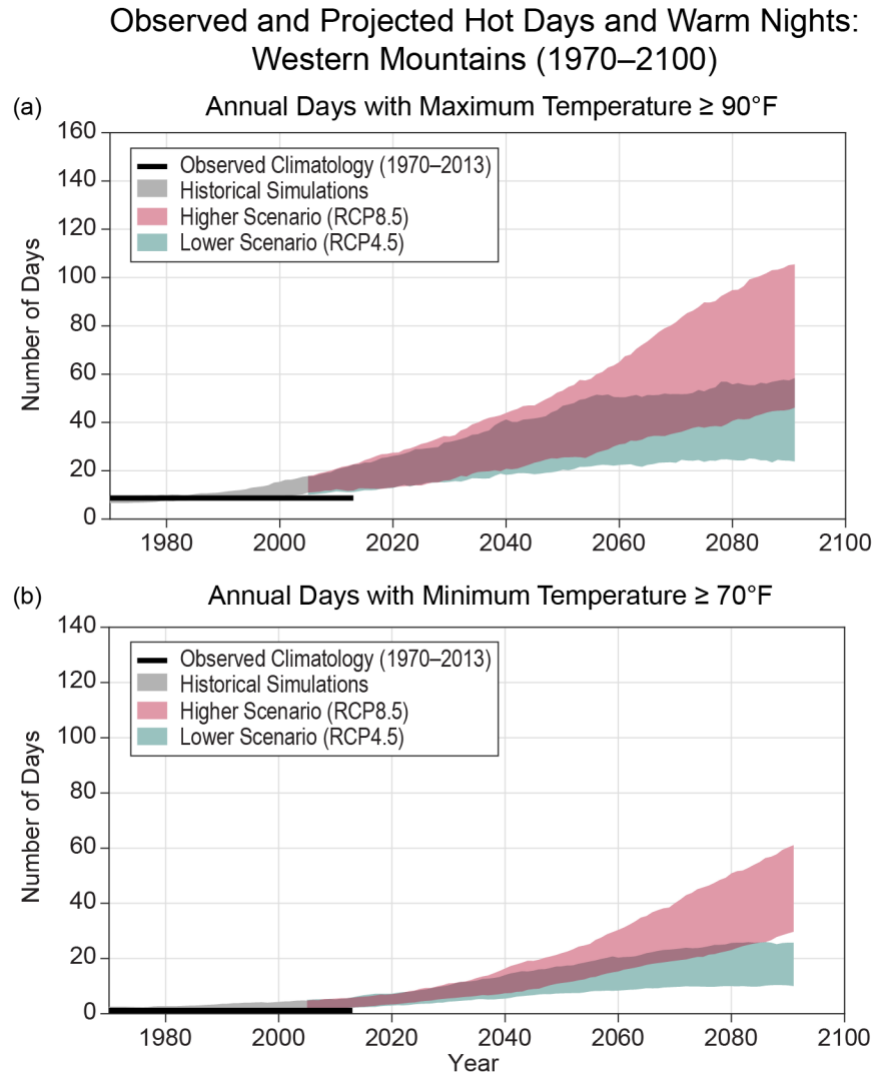 Observed and Projected Hot Days and Warm Nights:
Western Mountains (1970–2100)
(a)
Annual Days with Maximum Temperature ≥ 90°F
160
140
120
100
80
60
40
20
0
Number of Days
Observed Climatology (1970–2013)
Historical Simulations
Higher Scenario (RCP8.5)
Lower Scenario (RCP4.5)
1980 2000 2020 2040 2060 2080 2100
(b)
Annual Days with Minimum Temperature ≥ 70°F
140
120
100
80
60
40
20
0
Number of Days
Observed Climatology (1970–2013)
Historical Simulations
Higher Scenario (RCP8.5)
Lower Scenario (RCP4.5)
1980 2000 2020 2040 2060 2080 2100
Year